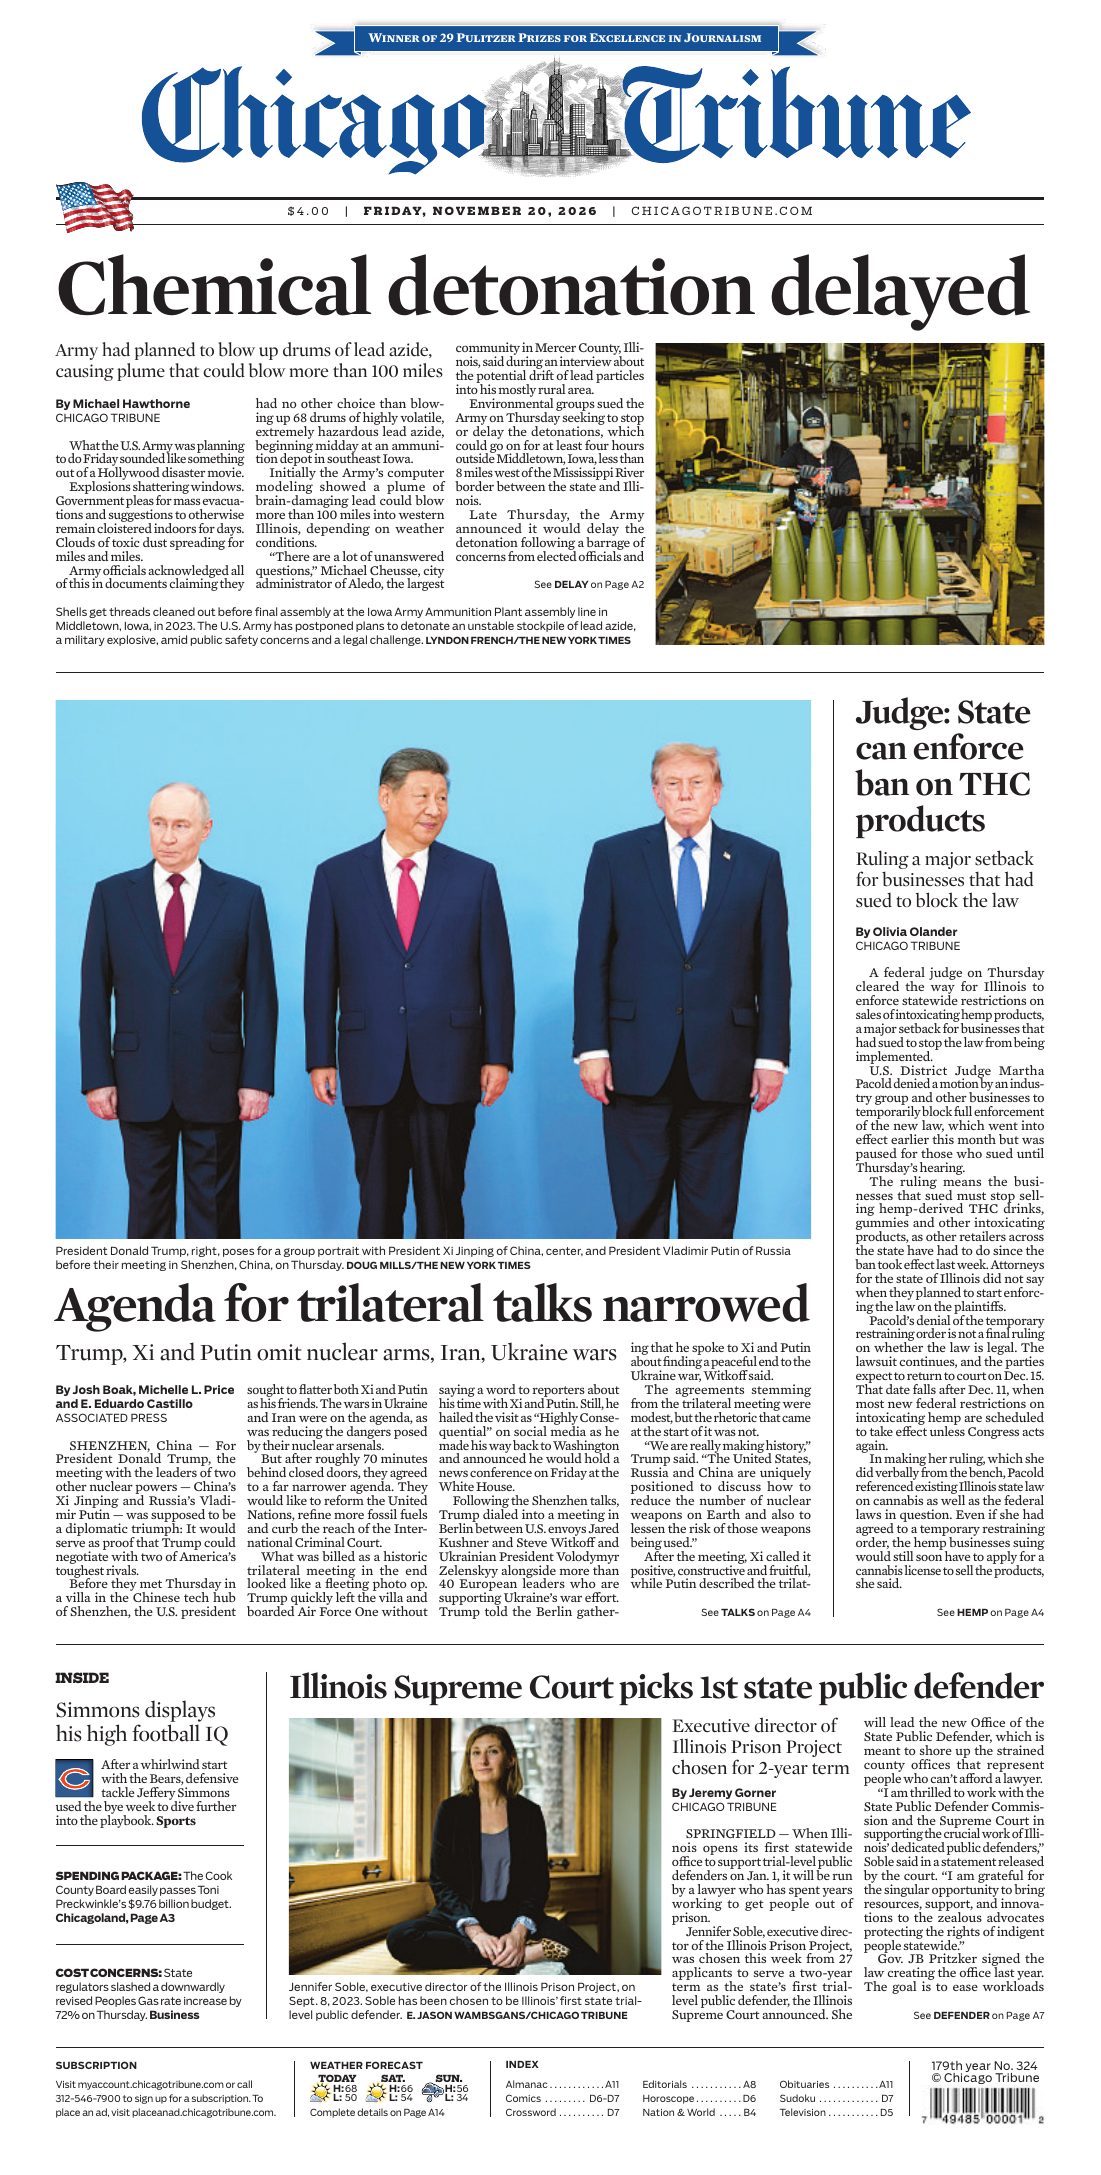 WINNER OF 29 PULITZER PRIZES FOR EXCELLENCE IN JOURNALISM
Chicago Tribune
$4.00 | FRIDAY, NOVEMBER 20, 2026 | CHICAGOTRIBUNE.COM
Chemical detonation delayed
Army had planned to blow up drums of lead azide,
causing plume that could blow more than 100 miles
By Michael Hawthorne
CHICAGO TRIBUNE
What the U.S. Army was planning
to do Friday sounded like something
out of a Hollywood disaster movie.
Explosions shattering windows.
Government pleas for mass evacua-
tions and suggestions to otherwise
remain cloistered indoors for days.
Clouds of toxic dust spreading for
miles and miles.
Army officials acknowledged all
of this in documents claiming they
had no other choice than blow-
ing up 68 drums of highly volatile,
extremely hazardous lead azide,
beginning midday at an ammuni-
tion depot in southeast Iowa.
Initially the Army's computer
modeling showed a plume of
brain-damaging lead could blow
more than 100 miles into western
Illinois, depending on weather
conditions.
"There are a lot of unanswered
questions," Michael Cheusse, city
administrator of Aledo, the largest
community in Mercer County, Illi-
nois, said during an interview about
the potential drift of lead particles
into his mostly rural area.
Environmental groups sued the
Army on Thursday seeking to stop
or delay the detonations, which
could go on for at least four hours
outside Middletown, Iowa, less than
8 miles west of the Mississippi River
border between the state and Illi-
nois.
Late Thursday, the Army
announced it would delay the
detonation following a barrage of
concerns from elected officials and
See DELAY on Page A2
Shells get threads cleaned out before final assembly at the Iowa Army Ammunition Plant assembly line in
Middletown, Iowa, in 2023. The U.S. Army has postponed plans to detonate an unstable stockpile of lead azide,
a military explosive, amid public safety concerns and a legal challenge. LYNDON FRENCH/THE NEW YORK TIMES
President Donald Trump, right, poses for a group portrait with President Xi Jinping of China, center, and President Vladimir Putin of Russia
before their meeting in Shenzhen, China, on Thursday. DOUG MILLS/THE NEW YORK TIMES
Agenda for trilateral talks narrowed
Trump, Xi and Putin omit nuclear arms, Iran, Ukraine wars
By Josh Boak, Michelle L. Price
and E. Eduardo Castillo
ASSOCIATED PRESS
SHENZHEN, China — For
President Donald Trump, the
meeting with the leaders of two
other nuclear powers — China's
Xi Jinping and Russia's Vladi-
mir Putin — was supposed to be
a diplomatic triumph: It would
serve as proof that Trump could
negotiate with two of America's
toughest rivals.
Before they met Thursday in
a villa in the Chinese tech hub
of Shenzhen, the U.S. president
sought to flatter both Xi and Putin
as his friends. The wars in Ukraine
and Iran were on the agenda, as
was reducing the dangers posed
by their nuclear arsenals.
But after roughly 70 minutes
behind closed doors, they agreed
to a far narrower agenda. They
would like to reform the United
Nations, refine more fossil fuels
and curb the reach of the Inter-
national Criminal Court.
What was billed as a historic
trilateral meeting in the end
looked like a fleeting photo op.
Trump quickly left the villa and
boarded Air Force One without
saying a word to reporters about
his time with Xi and Putin. Still, he
hailed the visit as "Highly Conse-
quential" on social media as he
made his way back to Washington
and announced he would hold a
news conference on Friday at the
White House.
Following the Shenzhen talks,
Trump dialed into a meeting in
Berlin between U.S. envoys Jared
Kushner and Steve Witkoff and
Ukrainian President Volodymyr
Zelenskyy alongside more than
40 European leaders who are
supporting Ukraine's war effort.
Trump told the Berlin gather-
ing that he spoke to Xi and Putin
about finding a peaceful end to the
Ukraine war, Witkoff said.
The agreements stemming
from the trilateral meeting were
modest, but the rhetoric that came
at the start of it was not.
"We are really making history,"
Trump said. "The United States,
Russia and China are uniquely
positioned to discuss how to
reduce the number of nuclear
weapons on Earth and also to
lessen the risk of those weapons
being used."
After the meeting, Xi called it
positive, constructive and fruitful,
while Putin described the trilat-
See TALKS on Page A4
Judge: State
can enforce
ban on THC
products
Ruling a major setback
for businesses that had
sued to block the law
By Olivia Olander
CHICAGO TRIBUNE
A federal judge on Thursday
cleared the way for Illinois to
enforce statewide restrictions on
sales of intoxicating hemp products,
a major setback for businesses that
had sued to stop the law from being
implemented.
U.S. District Judge Martha
Pacold denied a motion by an indus-
try group and other businesses to
temporarily block full enforcement
of the new law, which went into
effect earlier this month but was
paused for those who sued until
Thursday's hearing.
The ruling means the busi-
nesses that sued must stop sell-
ing hemp-derived THC drinks,
gummies and other intoxicating
products, as other retailers across
the state have had to do since the
ban took effect last week. Attorneys
for the state of Illinois did not say
when they planned to start enforc-
ing the law on the plaintiffs.
Pacold's denial of the temporary
restraining order is not a final ruling
on whether the law is legal. The
lawsuit continues, and the parties
expect to return to court on Dec. 15.
That date falls after Dec. 11, when
most new federal restrictions on
intoxicating hemp are scheduled
to take effect unless Congress acts
again.
In making her ruling, which she
did verbally from the bench, Pacold
referenced existing Illinois state law
on cannabis as well as the federal
laws in question. Even if she had
agreed to a temporary restraining
order, the hemp businesses suing
would still soon have to apply for a
cannabis license to sell the products,
she said.
See HEMP on Page A4
INSIDE
Simmons displays
his high football IQ
After a whirlwind start
with the Bears, defensive
tackle Jeffery Simmons
used the bye week to dive further
into the playbook. Sports
SPENDING PACKAGE: The Cook
County Board easily passes Toni
Preckwinkle's $9.76 billion budget.
Chicagoland, Page A3
COST CONCERNS: State
regulators slashed a downwardly
revised Peoples Gas rate increase by
72% on Thursday. Business
Illinois Supreme Court picks 1st state public defender
Jennifer Soble, executive director of the Illinois Prison Project, on
Sept. 8, 2023. Soble has been chosen to be Illinois' first state trial-
level public defender. E. JASON WAMBSGANS/CHICAGO TRIBUNE
Executive director of
Illinois Prison Project
chosen for 2-year term
By Jeremy Gorner
CHICAGO TRIBUNE
SPRINGFIELD — When Illi-
nois opens its first statewide
office to support trial-level public
defenders on Jan. 1, it will be run
by a lawyer who has spent years
working to get people out of
prison.
Jennifer Soble, executive direc-
tor of the Illinois Prison Project,
was chosen this week from 27
applicants to serve a two-year
term as the state's first trial-
level public defender, the Illinois
Supreme Court announced. She
will lead the new Office of the
State Public Defender, which is
meant to shore up the strained
county offices that represent
people who can't afford a lawyer.
"I am thrilled to work with the
State Public Defender Commis-
sion and the Supreme Court in
supporting the crucial work of Illi-
nois' dedicated public defenders,"
Soble said in a statement released
by the court. "I am grateful for
the singular opportunity to bring
resources, support, and innova-
tions to the zealous advocates
protecting the rights of indigent
people statewide."
Gov. JB Pritzker signed the
law creating the office last year.
The goal is to ease workloads
See DEFENDER on Page A7
SUBSCRIPTION
Visit myaccount.chicagotribune.com or call
312-546-7900 to sign up for a subscription. To
place an ad, visit placeanad.chicagotribune.com.
WEATHER FORECAST
TODAY SAT. SUN.
H:68 H:66 H:56
L: 50 L: 54 L: 34
Complete details on Page A14
INDEX
Almanac............A11
Comics ......... D6-D7
Crossword .......... D7
Editorials ........... A8
Horoscope.......... D6
Nation & World ..... B4
Obituaries ..........A11
Sudoku ............. D7
Television........... D5
179th year No. 324
© Chicago Tribune
7 49485 00001 2